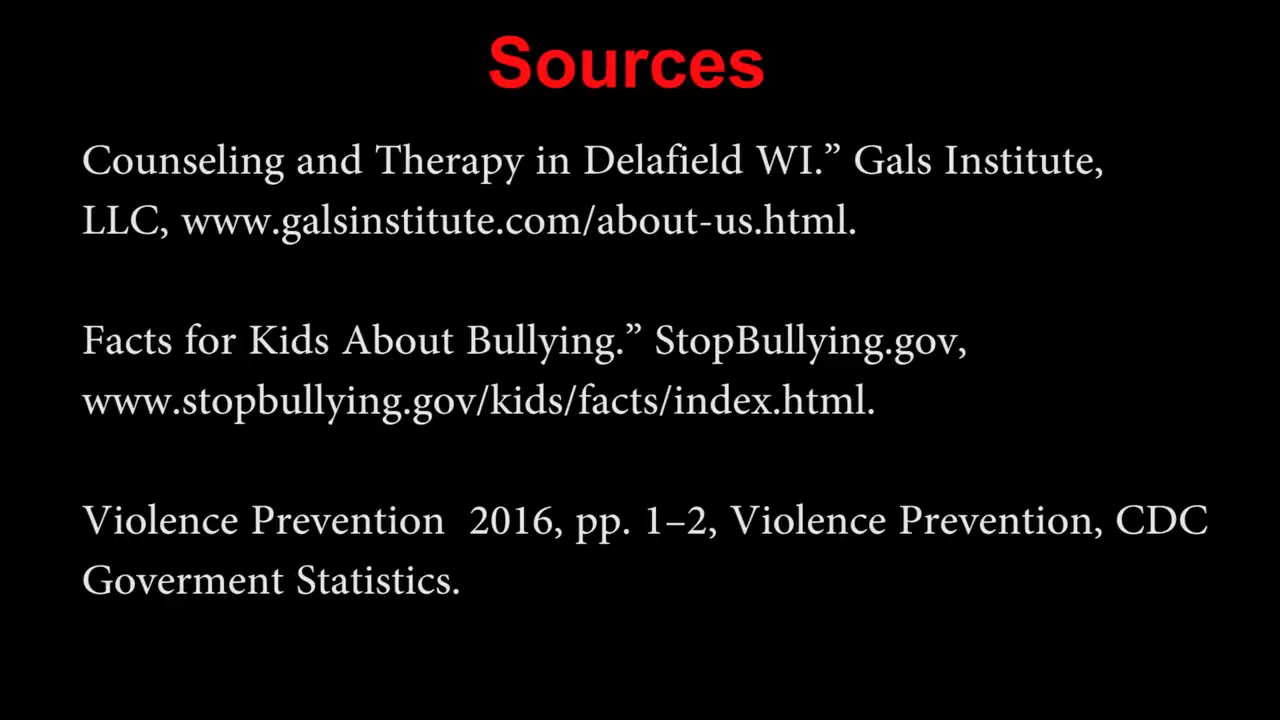 Sources
Counseling and Therapy in Delafield WI.” Gals Institute,
LLC, www.galsinstitute.com/about-us.html.
Facts for Kids About Bullying.” StopBullying.gov,
www.stopbullying.gov/kids/facts/index.html.
Violence Prevention  2016, pp. 1–2, Violence Prevention, CDC
Goverment Statistics.